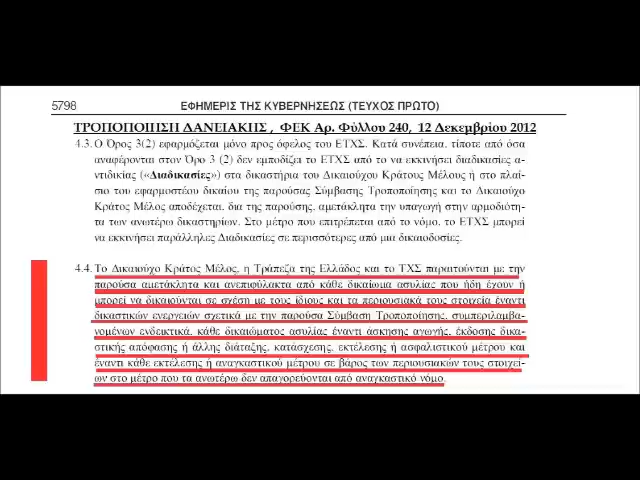 5798
ΕΦΗΜΕΡΙΣ ΤΗΣ ΚΥΒΕΡΝΗΣΕΩΣ (ΤΕΥΧΟΣ ΠΡΩΤΟ)
ΤΡΟΠΟΠΟΙΗΣΗ ΔΑΝΕΙΑΚΗΣ , ΦΕΚ Αρ. Φύλλου 240, 12 Δεκεμβρίου 2012
4.3. Ο Όρος 3(2) εφαρμόζεται μόνο προς όφελος του ΕΤΧΣ. Κατά συνέπεια, τίποτε από όσα
αναφέρονται στον Όρο 3 (2) δεν εμποδίζει το ΕΤΧΣ από το να εκκινήσει διαδικασίες α-
ντιδικίας («Διαδικασίες») στα δικαστήρια του Δικαιούχου Κράτους Μέλους ή στο πλαί-
σιο του εφαρμοστέου δικαίου της παρούσας Σύμβασης Τροποποίησης και το Δικαιούχο
Κράτος Μέλος αποδέχεται, δια της παρούσης, αμετάκλητα την υπαγωγή στην αρμοδιότη-
τα των ανωτέρω δικαστηρίων. Στο μέτρο που επιτρέπεται από το νόμο, το ΕΤΧΣ μπορεί
να εκκινήσει παράλληλες Διαδικασίες σε περισσότερες από μια δικαιοδοσίες.
4.4. Το Δικαιούχο Κράτος Μέλος, η Τράπεζα της Ελλάδος και το ΤΧΣ παραιτούνται με την
παρούσα αμετάκλητα και ανεπιφύλακτα από κάθε δικαίωμα ασυλίας που ήδη έχουν ή
μπορεί να δικαιούνται σε σχέση με τους ίδιους και τα περιουσιακά τους στοιχεία έναντι
δικαστικών ενεργειών σχετικά με την παρούσα Σύμβαση Τροποποίησης, συμπεριλαμβα-
νομένων ενδεικτικά, κάθε δικαιώματος ασυλίας έναντι άσκησης αγωγής, έκδοσης δικα-
στικής απόφασης ή άλλης διάταξης, κατάσχεσης, εκτέλεσης ή ασφαλιστικού μέτρου και
έναντι κάθε εκτέλεσης ή αναγκαστικού μέτρου σε βάρος των περιουσιακών τους στοιχεί-
ων στο μέτρο που τα ανωτέρω δεν απαγορεύονται από αναγκαστικό νόμο.